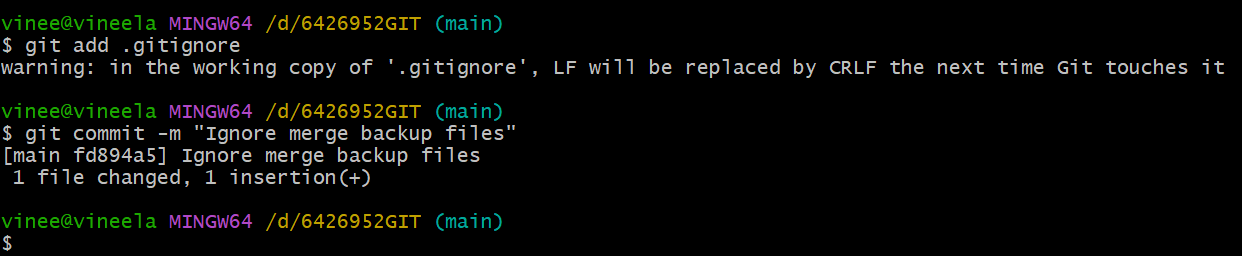 vinee@vineela MINGW64 /d/6426952GIT (main)
$ git add .gitignore
warning: in the working copy of '.gitignore', LF will be replaced by CRLF the next time Git touches it
vinee@vineela MINGW64 /d/6426952GIT (main)
$ git commit -m "Ignore merge backup files"
[main fd894a5] Ignore merge backup files
 1 file changed, 1 insertion(+)
vinee@vineela MINGW64 /d/6426952GIT (main)
$